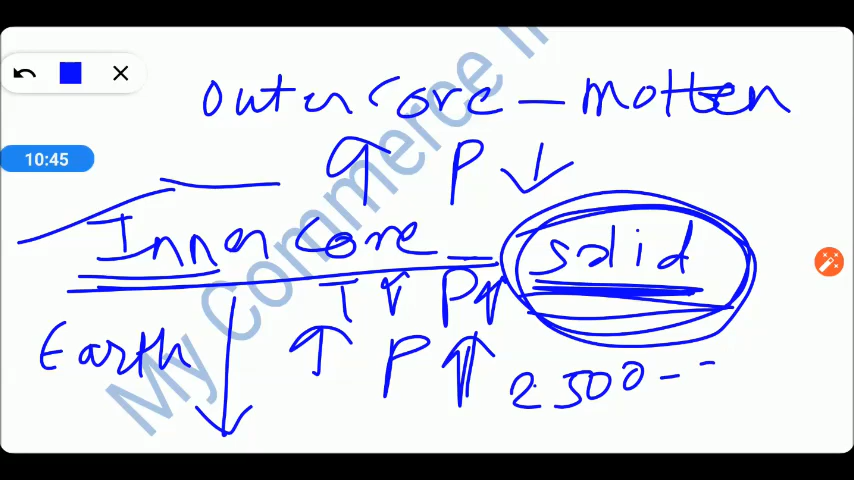 10:45
Outer Core - Molten
↑ P ↓
Inner Core - Solid
T ↑ P ↑
Earth ↓ ↑ P ↑
2500--
My Commerce